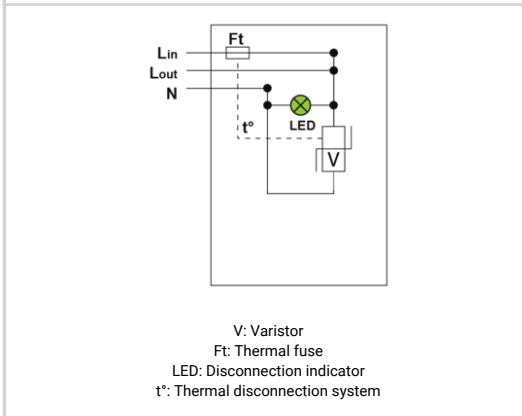 Ft
Lin
Lout
N
t°
LED
V
V: Varistor
Ft: Thermal fuse
LED: Disconnection indicator
t°: Thermal disconnection system